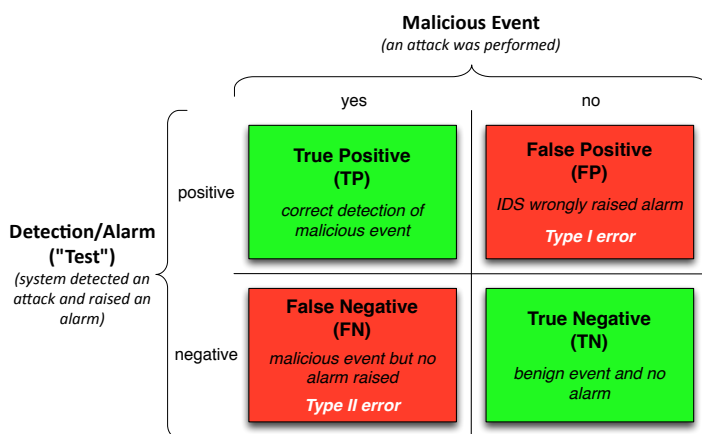 Malicious Event
(an attack was performed)
yes
no
True Positive
(TP)
correct detection of
malicious event
False Positive
(FP)
IDS wrongly raised alarm
Type I error
positive
Detection/Alarm
("Test")
(system detected an
attack and raised an
alarm)
negative
False Negative
(FN)
malicious event but no
alarm raised
Type II error
True Negative
(TN)
benign event and no
alarm